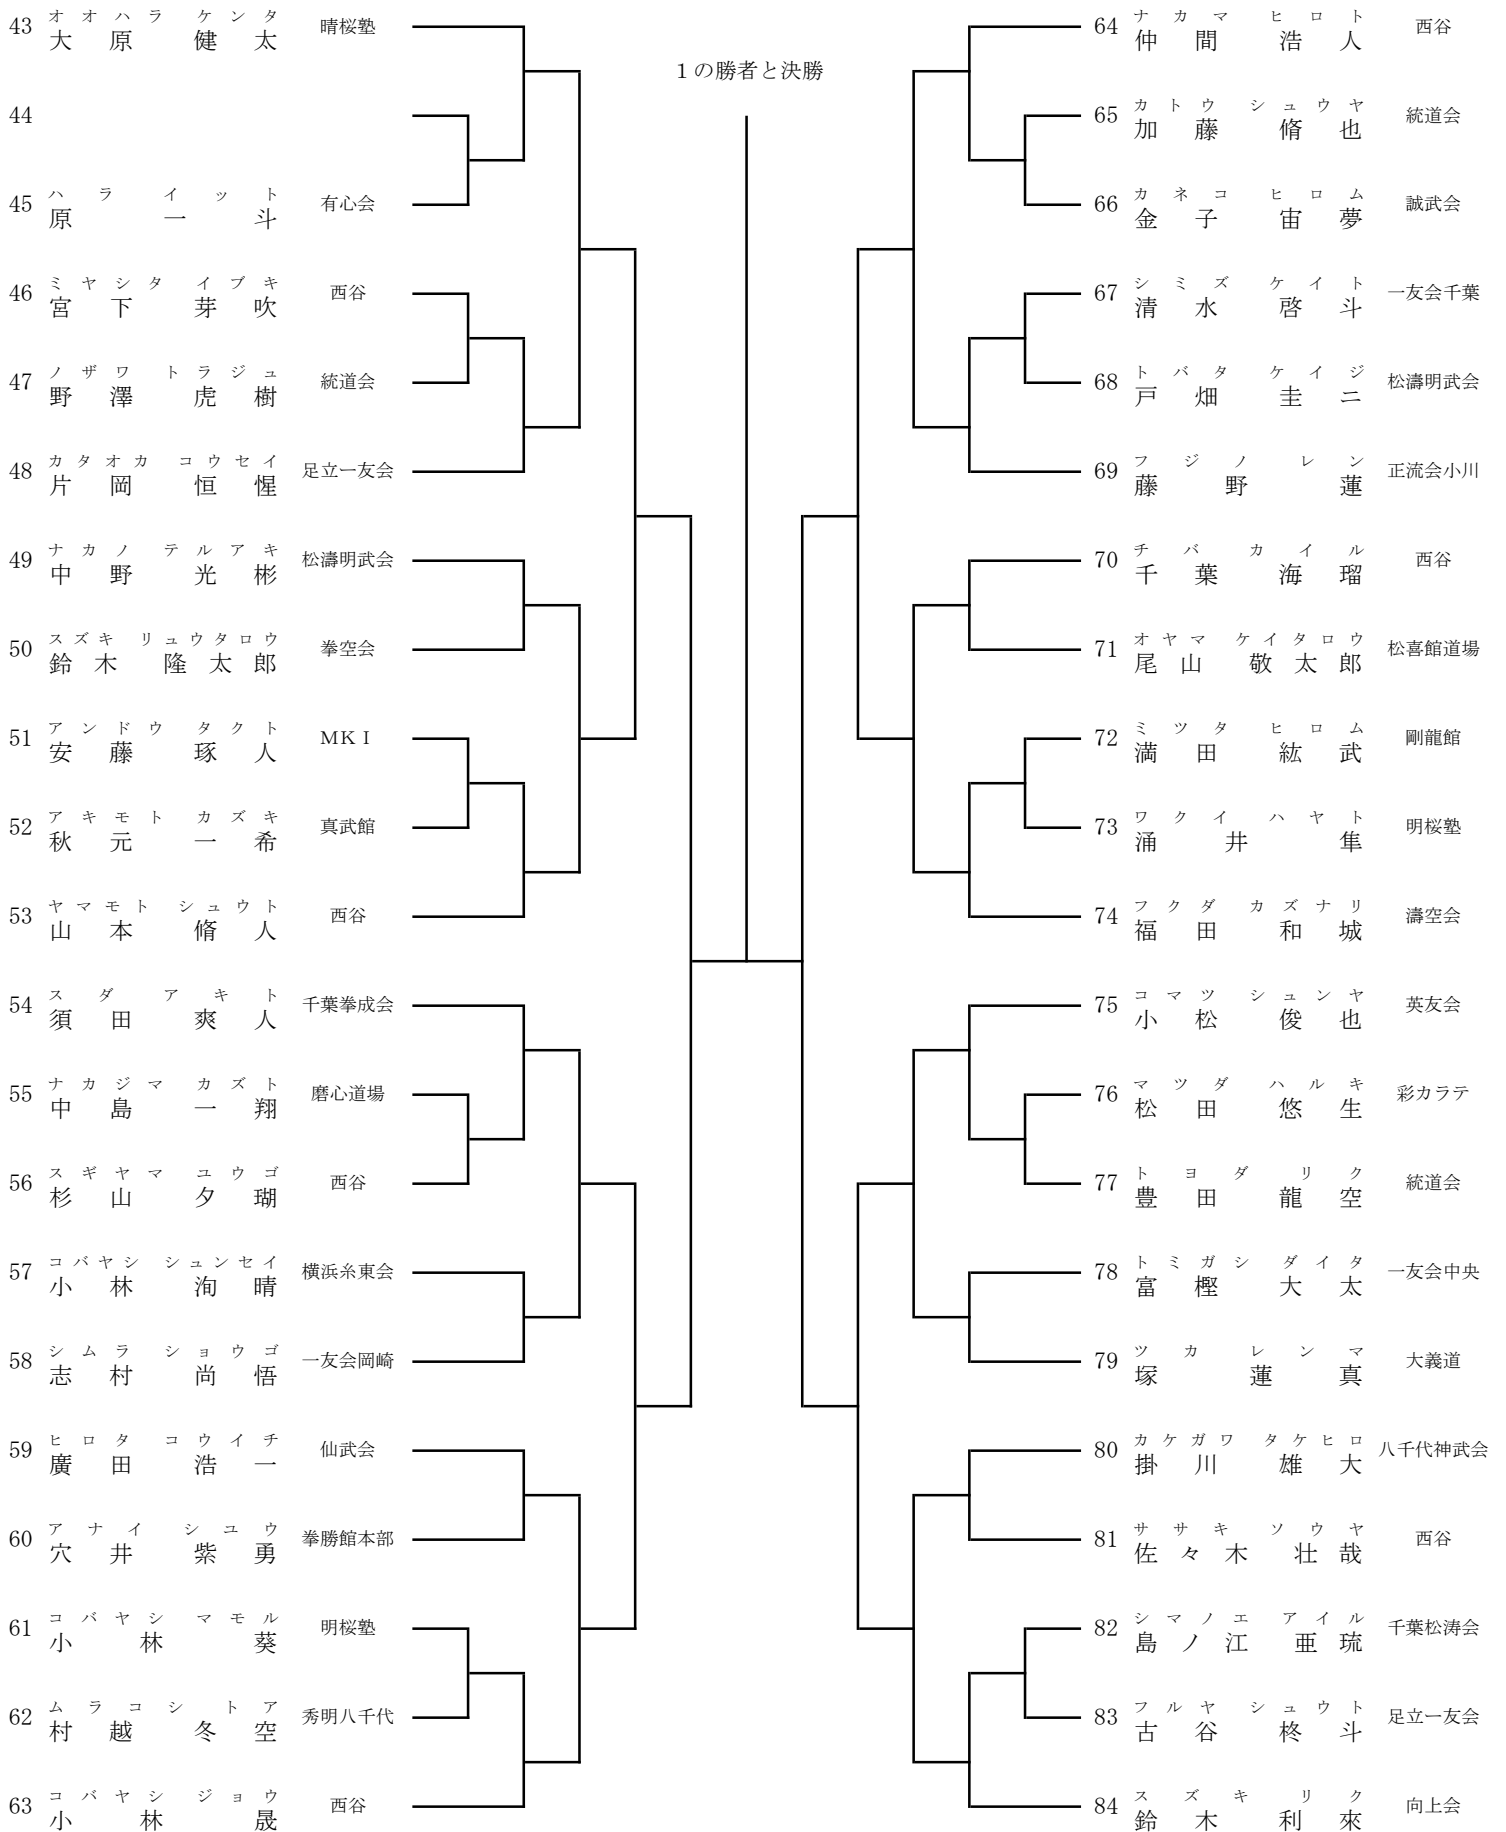 １の勝者と決勝
オオハラ ケンタ
43 大原 健太 晴桜塾
44
ハラ イット
45 原 一斗 有心会
ミヤシタ イブキ
46 宮下 芽吹 西谷
ノザワ トラジュ
47 野澤 虎樹 統道会
カタオカ コウセイ
48 片岡 恒惺 足立一友会
ナカノ テルアキ
49 中野 光彬 松濤明武会
スズキ リュウタロウ
50 鈴木 隆太郎 拳空会
アンドウ タクト
51 安藤 琢人 ＭＫＩ
アキモト カズキ
52 秋元 一希 真武館
ヤマモト シュウト
53 山本 脩人 西谷
スダ アキト
54 須田 爽人 千葉拳成会
ナカジマ カズト
55 中島 一翔 磨心道場
スギヤマ ユウゴ
56 杉山 夕瑚 西谷
コバヤシ シュンセイ
57 小林 洵晴 横浜糸東会
シムラ ショウゴ
58 志村 尚悟 一友会岡崎
ヒロタ コウイチ
59 廣田 浩一 仙武会
アナイ シユウ
60 穴井 紫勇 拳勝館本部
コバヤシ マモル
61 小林 葵 明桜塾
ムラコシ トア
62 村越 冬空 秀明八千代
コバヤシ ジョウ
63 小林 晟 西谷
ナカマ ヒロト
64 仲間 浩人 西谷
カトウ シュウヤ
65 加藤 脩也 統道会
カネコ ヒロム
66 金子 宙夢 誠武会
シミズ ケイト
67 清水 啓斗 一友会千葉
トバタ ケイジ
68 戸畑 圭二 松濤明武会
フジノ レン
69 藤野 蓮 正流会小川
チバ カイル
70 千葉 海瑠 西谷
オヤマ ケイタロウ
71 尾山 敬太郎 松喜館道場
ミツタ ヒロム
72 満田 紘武 剛龍館
ワクイ ハヤト
73 涌井 隼 明桜塾
フクダ カズナリ
74 福田 和城 濤空会
コマツ シュンヤ
75 小松 俊也 英友会
マツダ ハルキ
76 松田 悠生 彩カラテ
トヨダ リク
77 豊田 龍空 統道会
トミガシ ダイタ
78 富樫 大太 一友会中央
ツカ レンマ
79 塚 蓮真 大義道
カケガワ タケヒロ
80 掛川 雄大 八千代神武会
ササキ ソウヤ
81 佐々木 壮哉 西谷
シマノエ アイル
82 島ノ江 亜琉 千葉松涛会
フルヤ シュウト
83 古谷 柊斗 足立一友会
スズキ リク
84 鈴木 利來 向上会